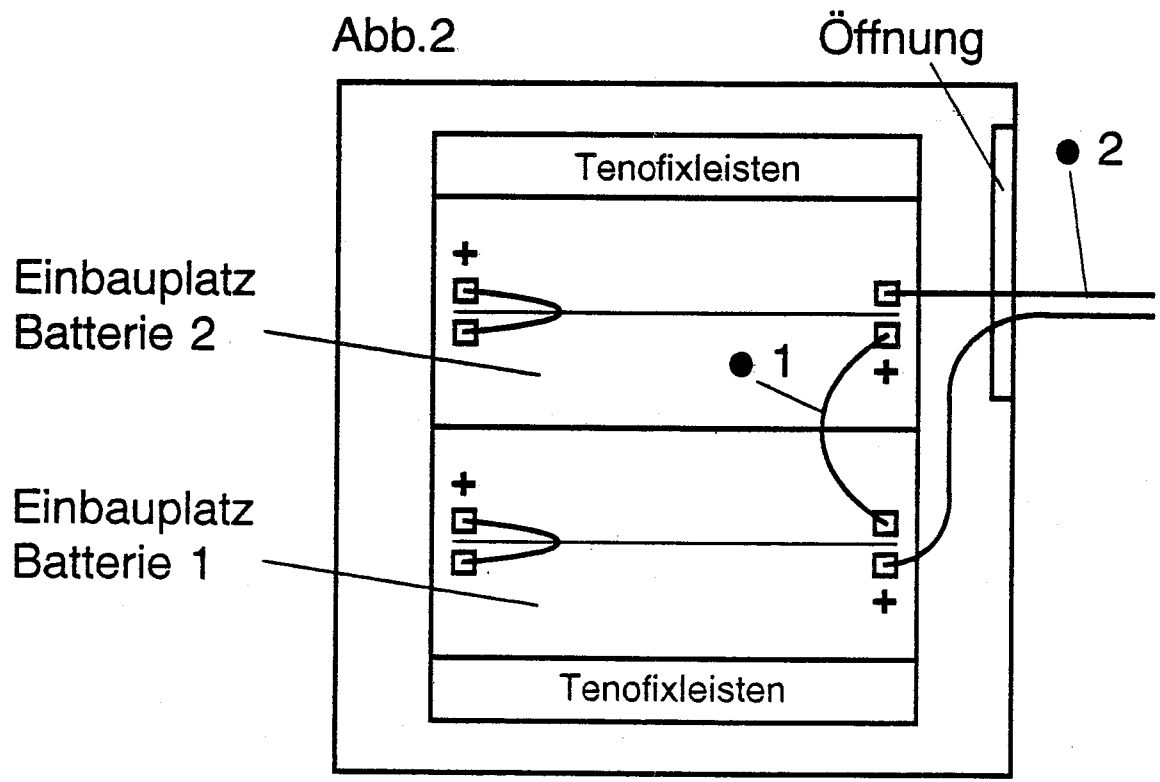 Abb.2
Öffnung
Tenofixleisten
● 2
+
Einbauplatz
Batterie 2
● 1
+
+
Einbauplatz
Batterie 1
+
Tenofixleisten